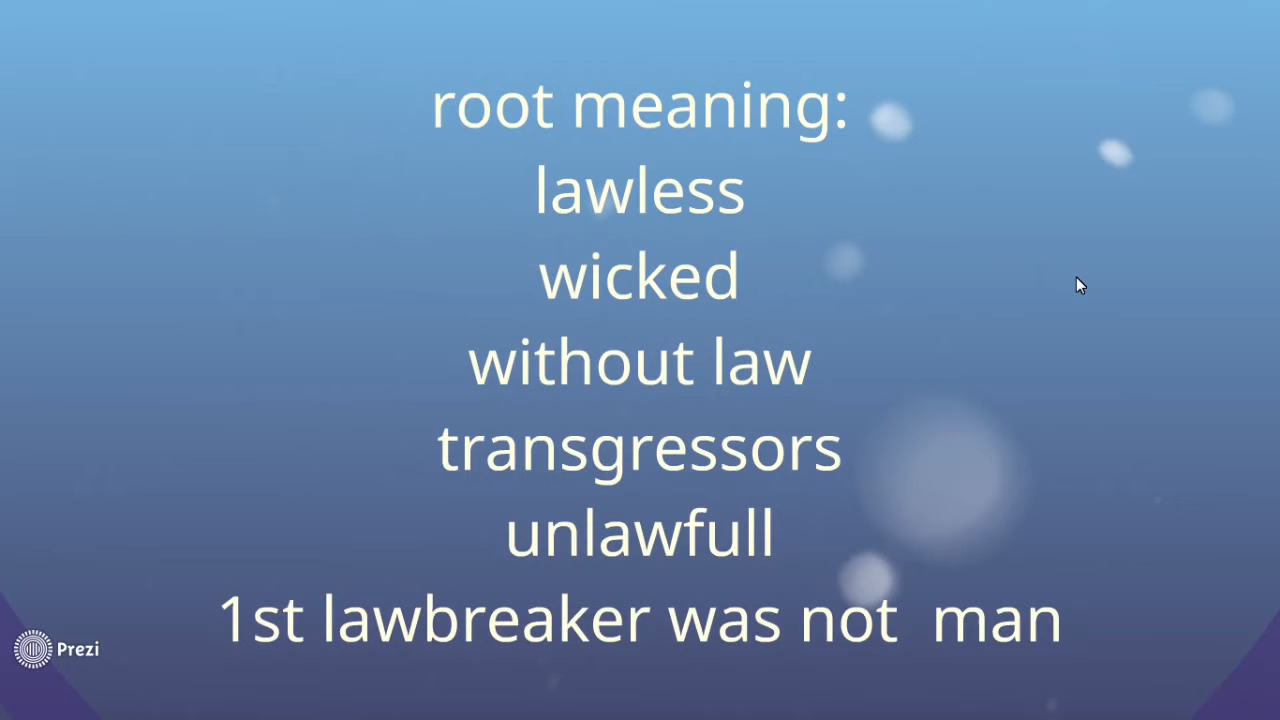 root meaning:
lawless
wicked
without law
transgressors
unlawfull
1st lawbreaker was not  man
Prezi